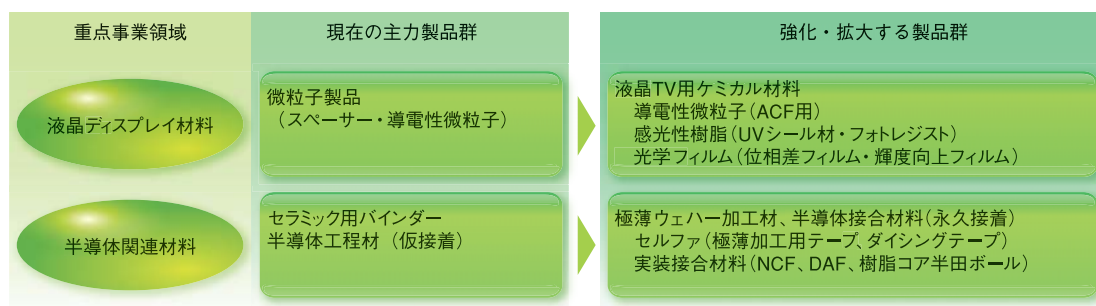 重点事業領域
現在の主力製品群
強化・拡大する製品群
液晶ディスプレイ材料
微粒子製品
（スペーサー・導電性微粒子）
液晶TV用ケミカル材料
導電性微粒子（ACF用）
感光性樹脂（UVシール材・フォトレジスト）
光学フィルム（位相差フィルム・輝度向上フィルム）
半導体関連材料
セラミック用バインダー
半導体工程材（仮接着）
極薄ウェハー加工材、半導体接合材料（永久接着）
セルファ（極薄加工用テープ、ダイシングテープ）
実装接合材料（NCF、DAF、樹脂コア半田ボール）